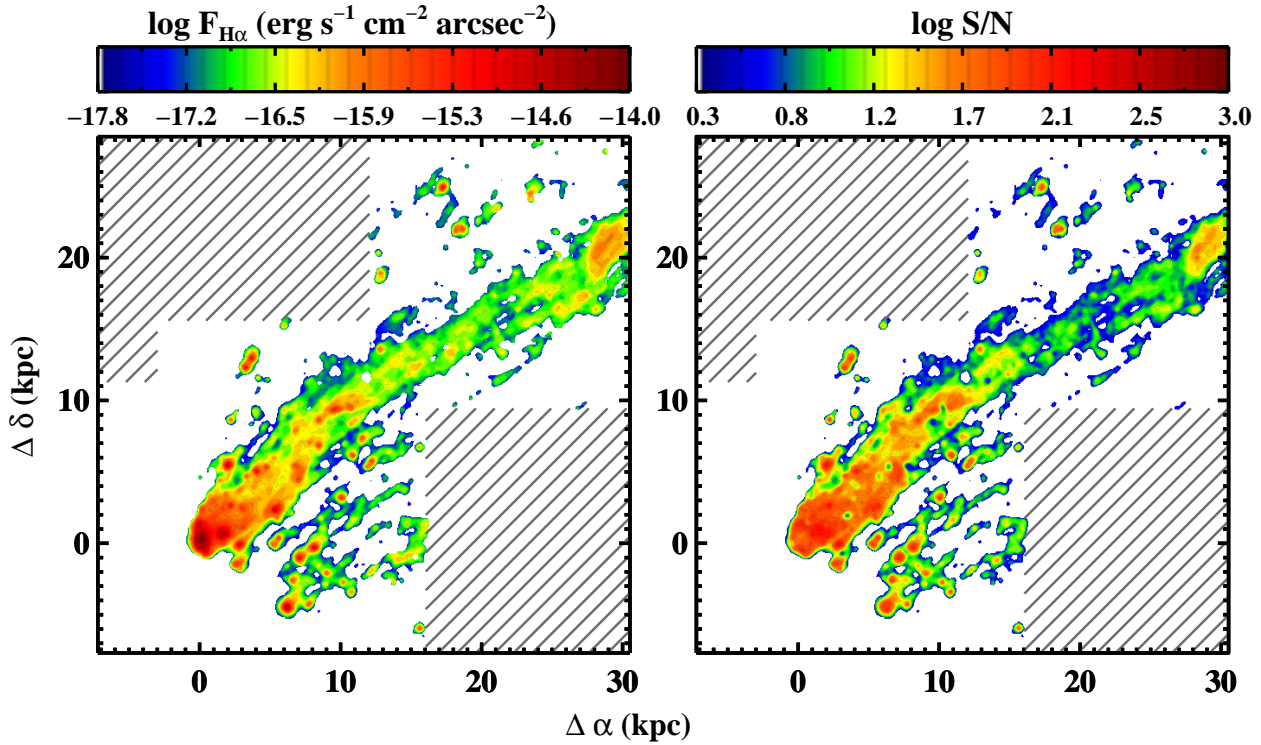 log F_Hα (erg s⁻¹ cm⁻² arcsec⁻²)
log S/N
−17.8 −17.2 −16.5 −15.9 −15.3 −14.6 −14.0
0.3 0.8 1.2 1.7 2.1 2.5 3.0
20
10
0
20
10
0
Δ δ (kpc)
0 10 20 30
0 10 20 30
Δ α (kpc)